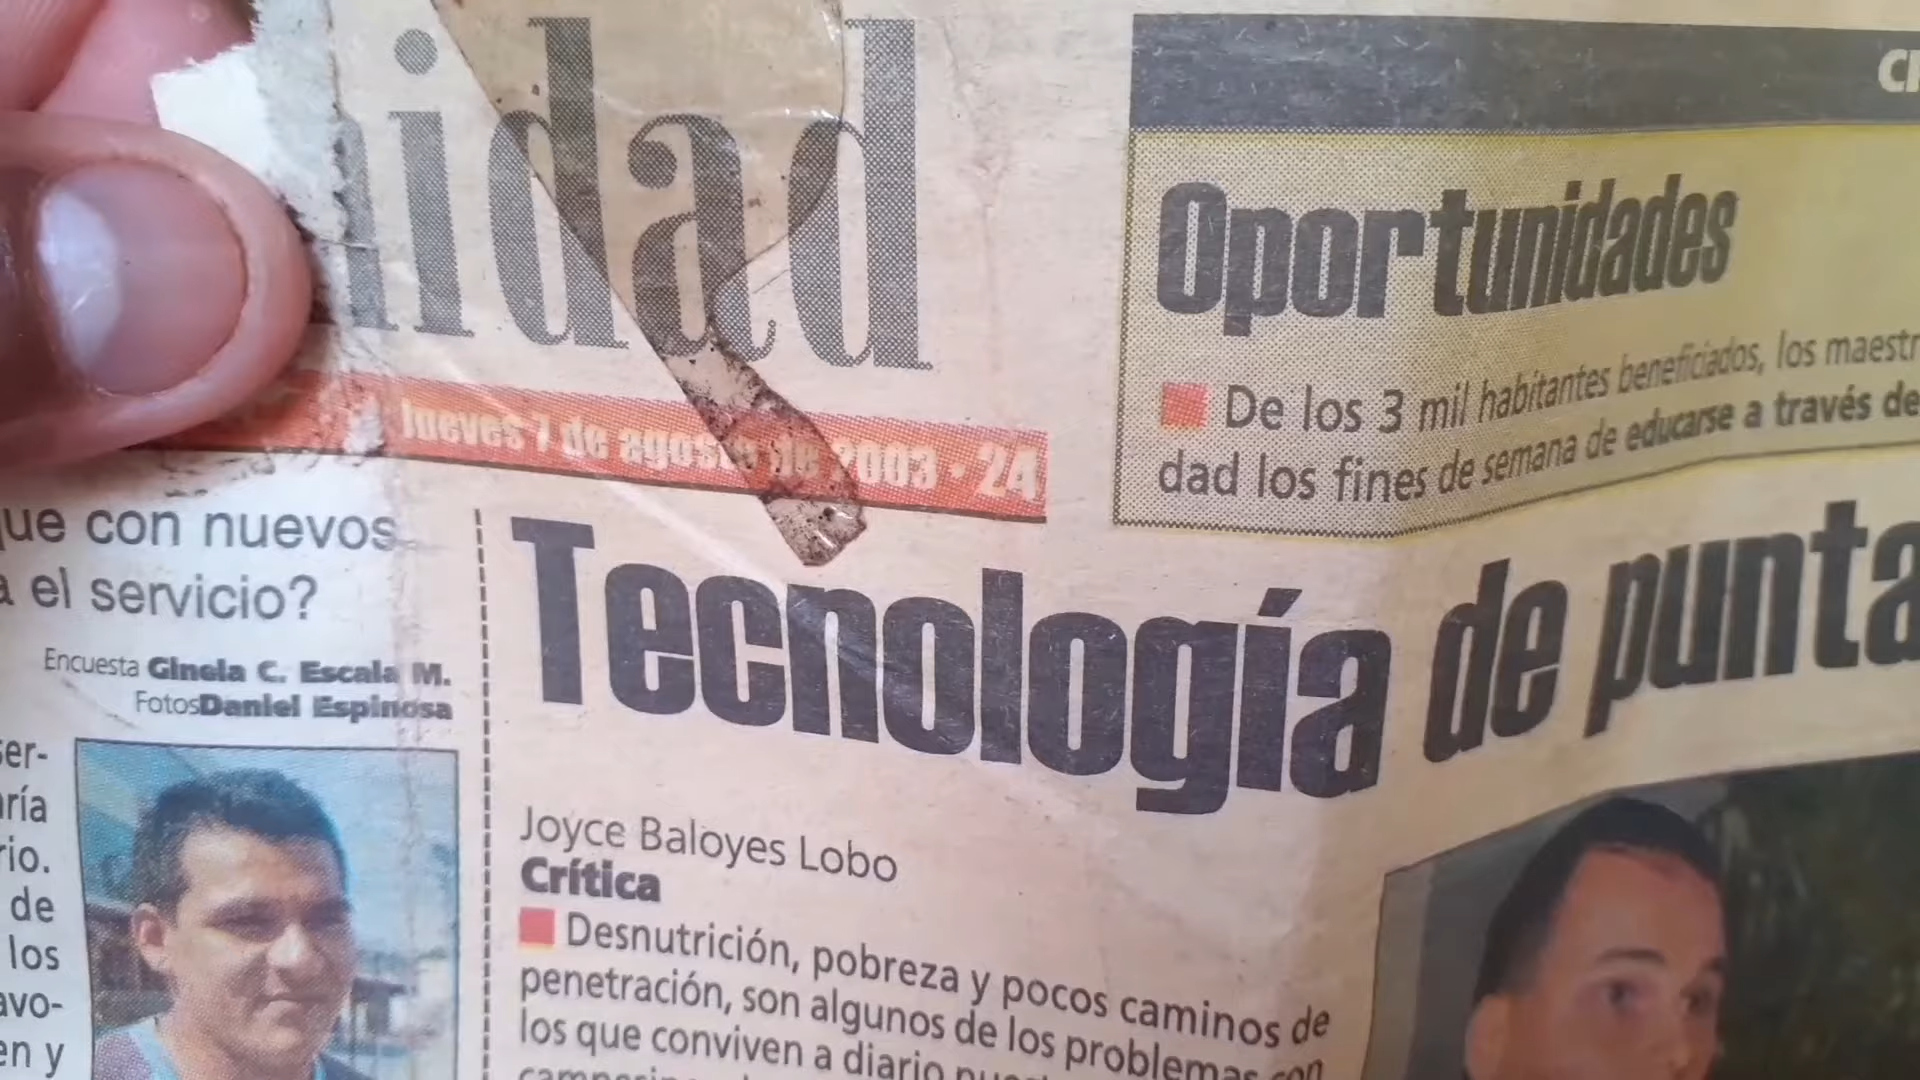 nidad
Jueves 7 de agosto de 2003 • 24
que con nuevos
a el servicio?
Encuesta Ginela C. Escala M.
Fotos Daniel Espinosa
ser-
aría
rio.
de
los
avo-
en y
Oportunidades
De los 3 mil habitantes beneficiados, los maestr
dad los fines de semana de educarse a través de
Tecnología de punta
Joyce Baloyes Lobo
Crítica
Desnutrición, pobreza y pocos caminos de
penetración, son algunos de los problemas con
los que conviven a diario